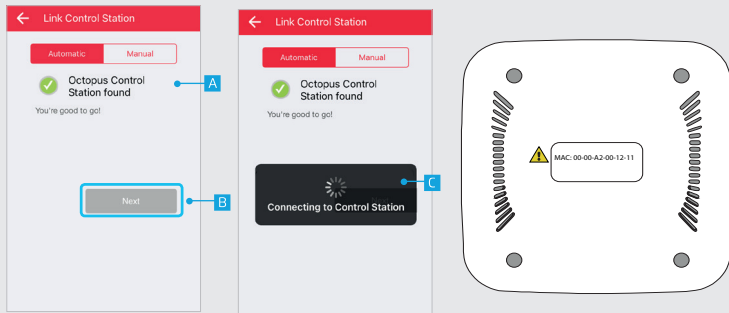 Link Control Station
Automatic
Manual
Octopus Control
Station found
A
You're good to go!
Next
B
Link Control Station
Automatic
Manual
Octopus Control
Station found
You're good to go!
C
Connecting to Control Station
MAC: 00-00-A2-00-12-11